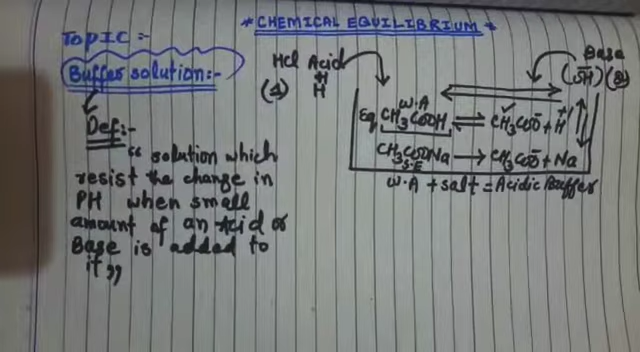 * CHEMICAL EQUILIBRIUM *
Topic:-
Buffer solution:-
Def:-
" solution which
resist the change in
PH when small
amount of an Acid or
Base is added to
it "
Hcl Acid
H⁺
H
(1)
Base
(OH⁻) (2)
W.A
Eq CH₃COOH ⇌ CH₃COO⁻ + H⁺
CH₃COONa → CH₃COO⁻ + Na
S.E
W.A + salt = Acidic Buffer